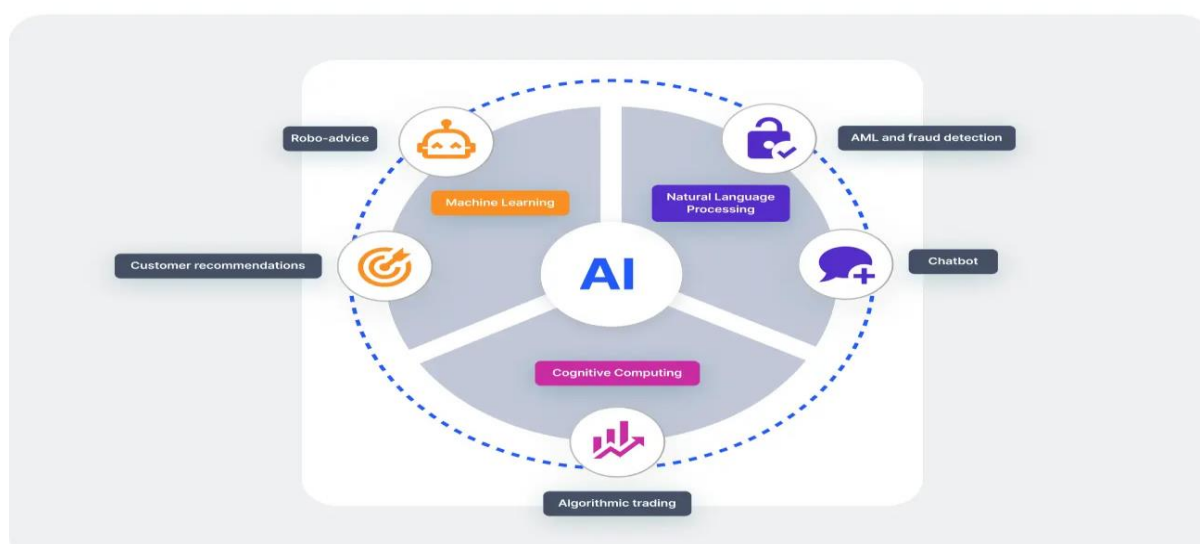 Robo-advice
AML and fraud detection
Machine Learning
Natural Language
Processing
Customer recommendations
AI
Chatbot
Cognitive Computing
Algorithmic trading